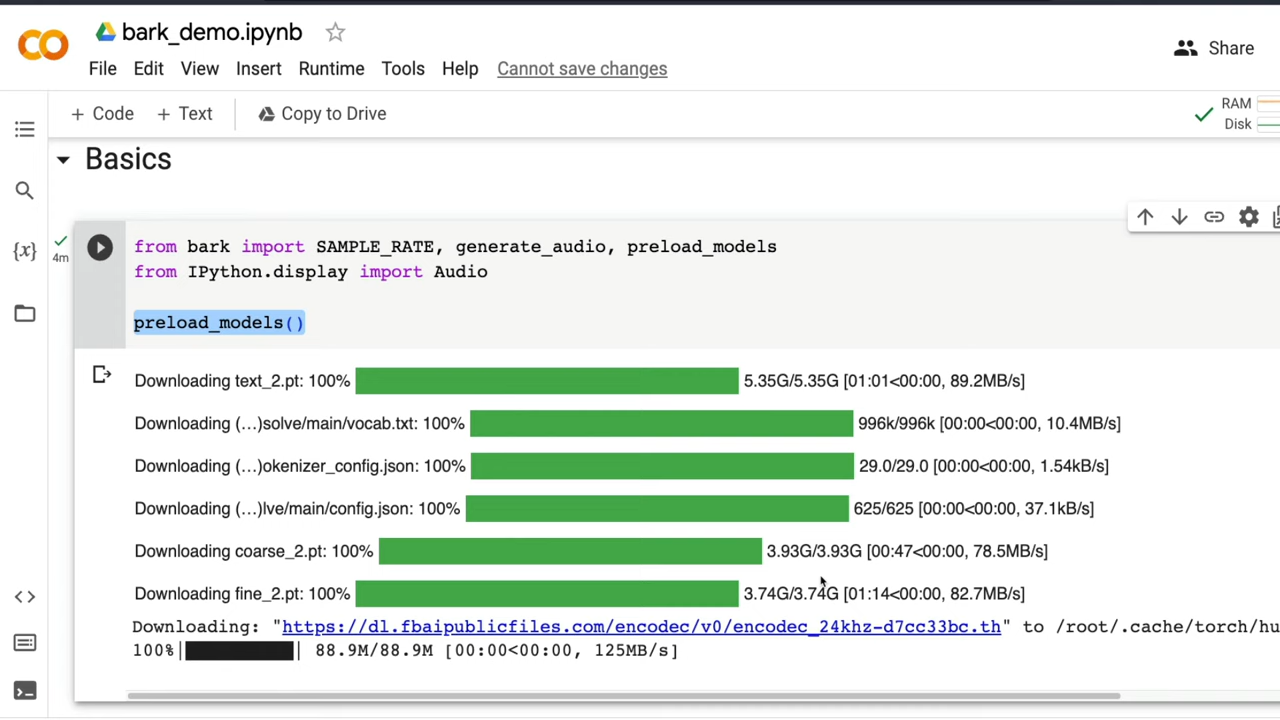 bark_demo.ipynb
Share
File Edit View Insert Runtime Tools Help Cannot save changes
+ Code + Text Copy to Drive
RAM
Disk
Basics
4m
{x}
from bark import SAMPLE_RATE, generate_audio, preload_models
from IPython.display import Audio
preload_models()
Downloading text_2.pt: 100% 5.35G/5.35G [01:01<00:00, 89.2MB/s]
Downloading (…)solve/main/vocab.txt: 100% 996k/996k [00:00<00:00, 10.4MB/s]
Downloading (…)okenizer_config.json: 100% 29.0/29.0 [00:00<00:00, 1.54kB/s]
Downloading (…)lve/main/config.json: 100% 625/625 [00:00<00:00, 37.1kB/s]
Downloading coarse_2.pt: 100% 3.93G/3.93G [00:47<00:00, 78.5MB/s]
Downloading fine_2.pt: 100% 3.74G/3.74G [01:14<00:00, 82.7MB/s]
Downloading: "https://dl.fbaipublicfiles.com/encodec/v0/encodec_24khz-d7cc33bc.th" to /root/.cache/torch/hu
100%| | 88.9M/88.9M [00:00<00:00, 125MB/s]